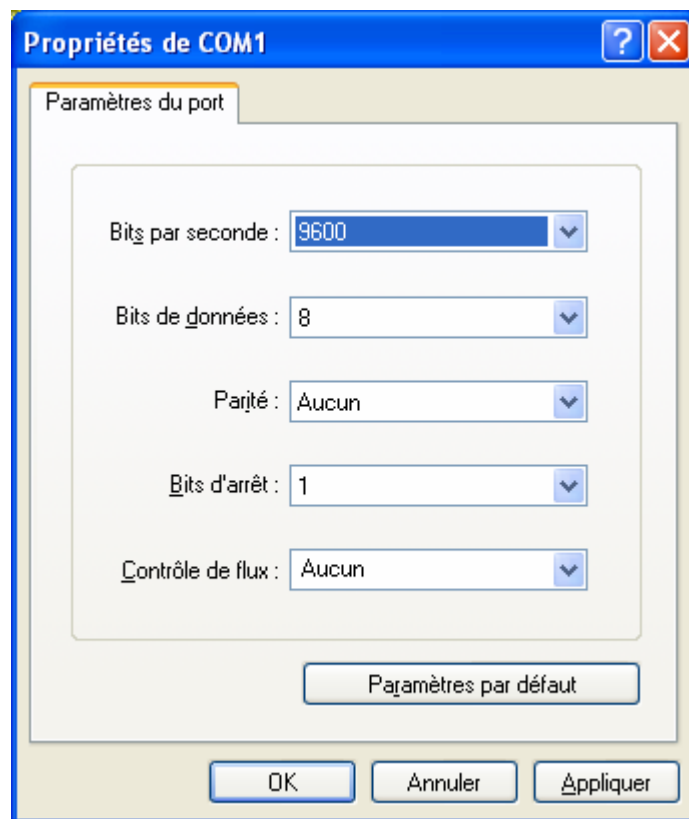 Propriétés de COM1
Paramètres du port
Bits par seconde : 9600
Bits de données : 8
Parité : Aucun
Bits d'arrêt : 1
Contrôle de flux : Aucun
Paramètres par défaut
OK Annuler Appliquer